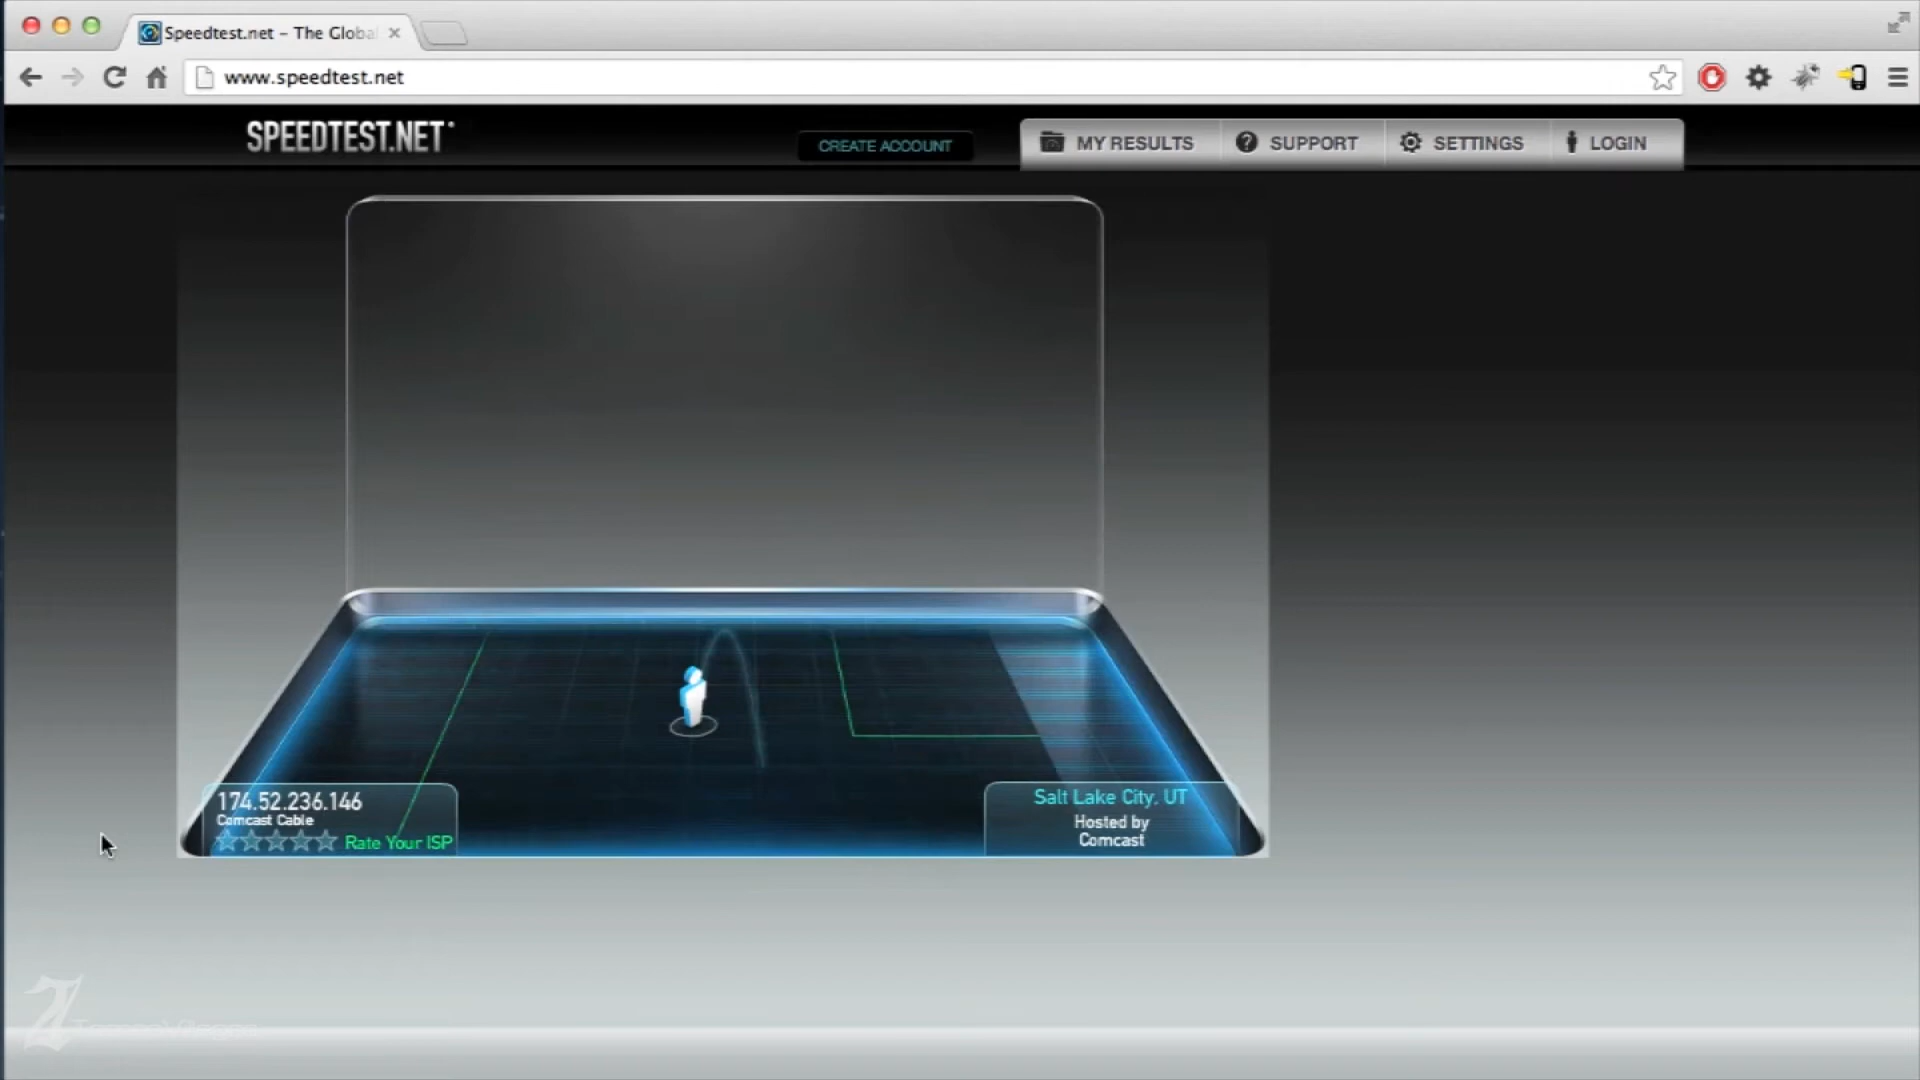 Speedtest.net – The Global
www.speedtest.net
SPEEDTEST.NET
CREATE ACCOUNT
MY RESULTS
SUPPORT
SETTINGS
LOGIN
174.52.236.146
Comcast Cable
Rate Your ISP
Salt Lake City, UT
Hosted by
Comcast